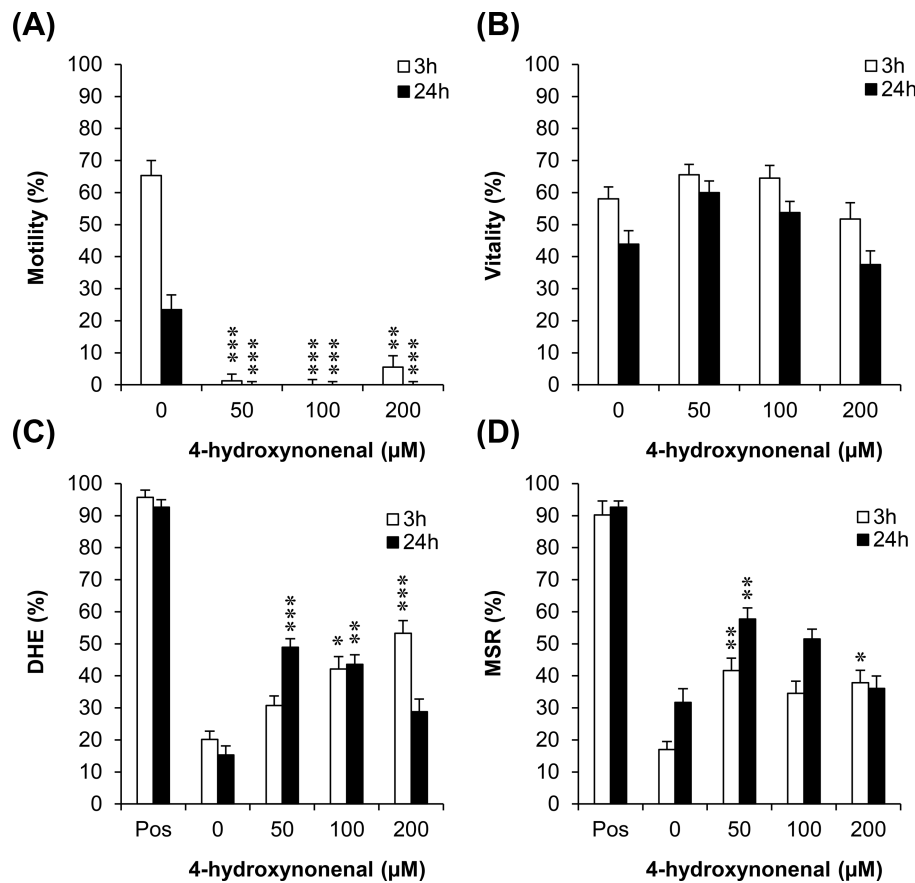 (A)
100
90
80
70
60
50
40
30
20
10
0
Motility (%)
3h
24h
***
***
***
***
**
***
0 50 100 200
4-hydroxynonenal (µM)
(B)
100
90
80
70
60
50
40
30
20
10
0
Vitality (%)
3h
24h
0 50 100 200
4-hydroxynonenal (µM)
(C)
100
90
80
70
60
50
40
30
20
10
0
DHE (%)
3h
24h
***
*
**
***
Pos 0 50 100 200
4-hydroxynonenal (µM)
(D)
100
90
80
70
60
50
40
30
20
10
0
MSR (%)
3h
24h
**
**
*
Pos 0 50 100 200
4-hydroxynonenal (µM)